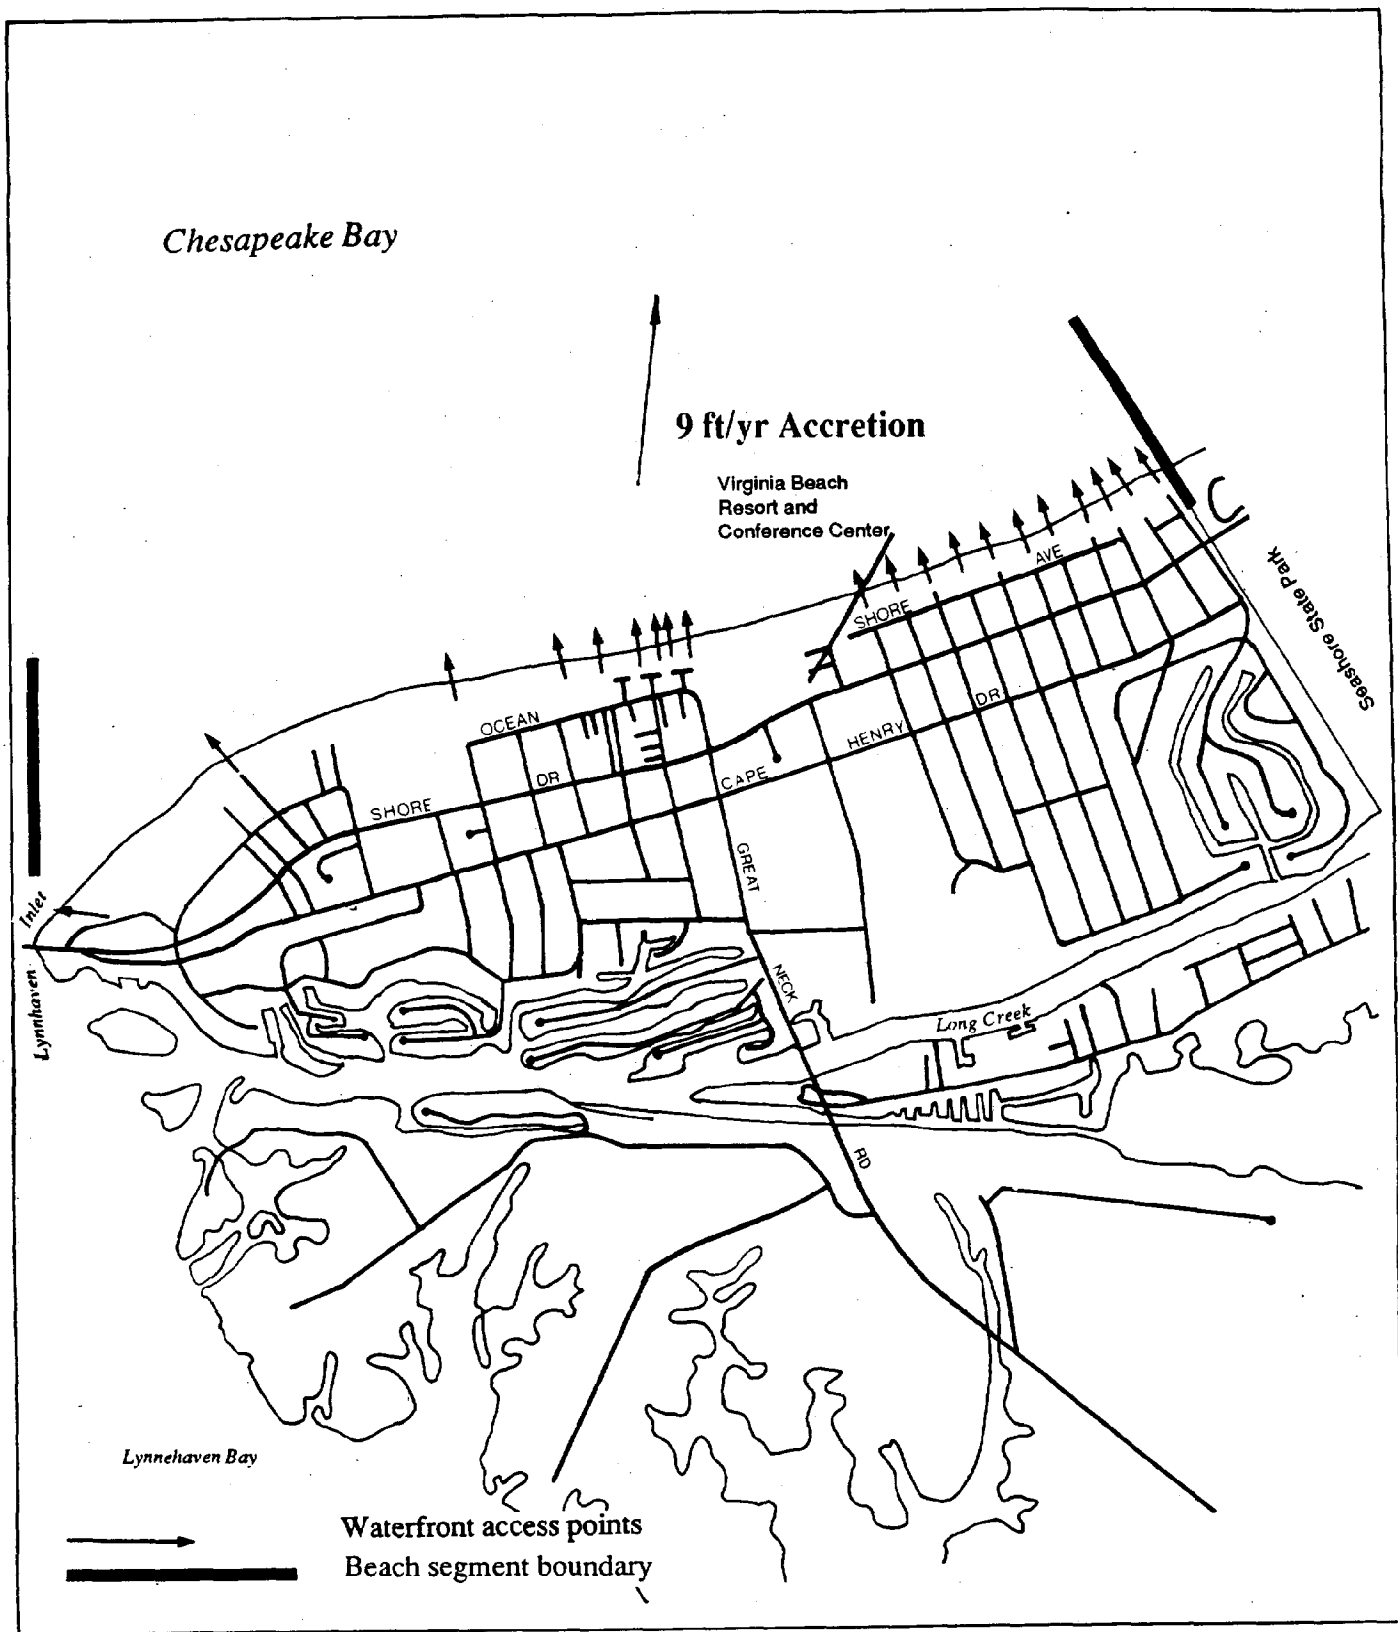 Chesapeake Bay
9 ft/yr Accretion
Virginia Beach
Resort and
Conference Center
SHORE AVE
Seashore State Park
OCEAN
SHORE DR
CAPE HENRY DR
GREAT NECK RD
Lynnhaven Inlet
Long Creek
Lynnehaven Bay
Waterfront access points
Beach segment boundary